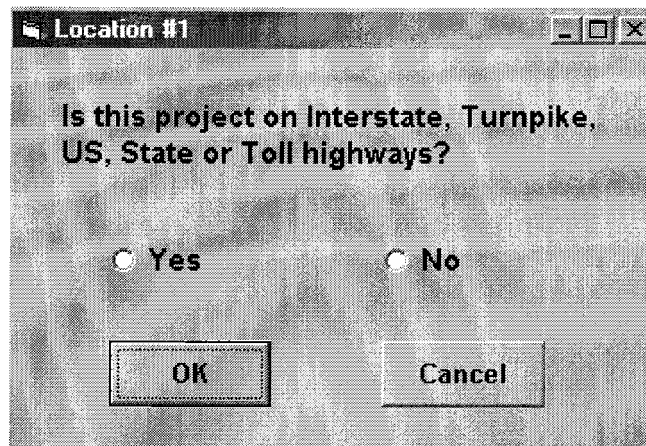 Location #1
Is this project on Interstate, Turnpike,
US, State or Toll highways?
Yes No
OK Cancel